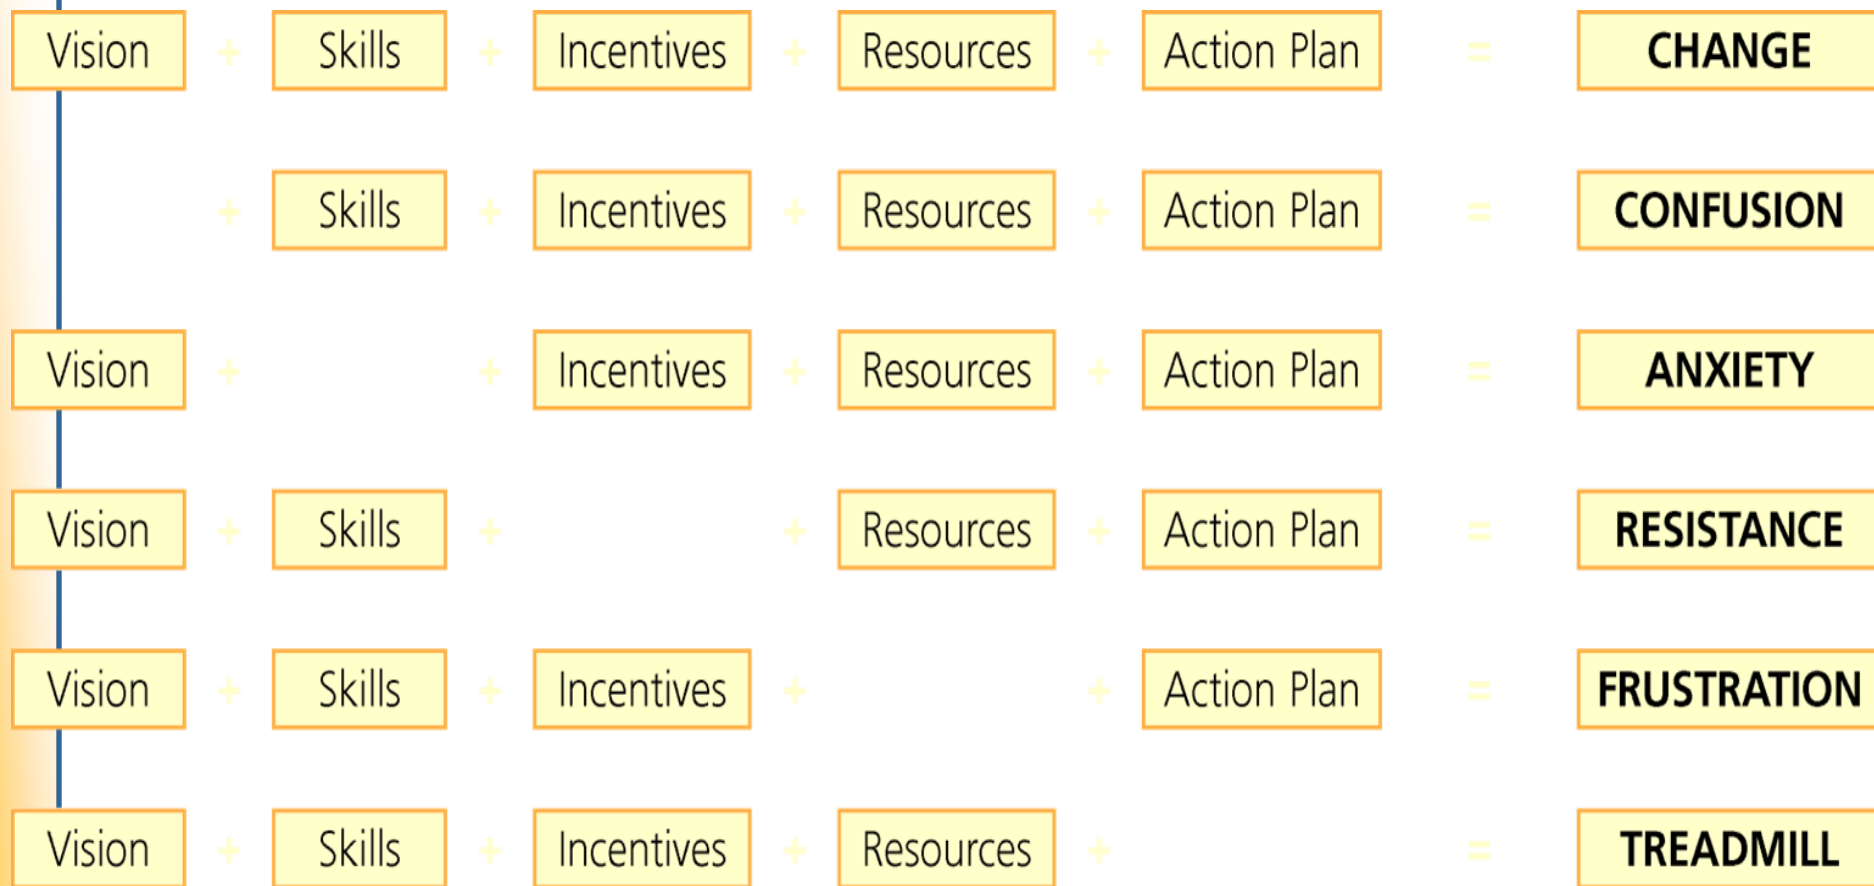 Vision + Skills + Incentives + Resources + Action Plan = CHANGE
+ Skills + Incentives + Resources + Action Plan = CONFUSION
Vision + + Incentives + Resources + Action Plan = ANXIETY
Vision + Skills + + Resources + Action Plan = RESISTANCE
Vision + Skills + Incentives + + Action Plan = FRUSTRATION
Vision + Skills + Incentives + Resources + = TREADMILL